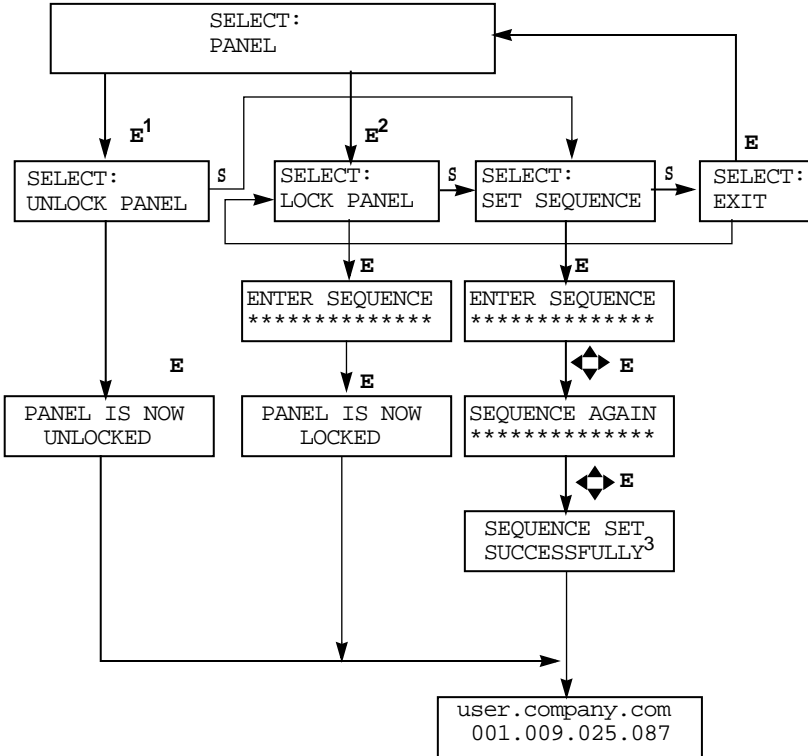 SELECT:
PANEL
E1
E2
E
SELECT:
UNLOCK PANEL
S
SELECT:
LOCK PANEL
S
SELECT:
SET SEQUENCE
S
SELECT:
EXIT
E
E
ENTER SEQUENCE
**************
ENTER SEQUENCE
**************
E
E
E
PANEL IS NOW
UNLOCKED
PANEL IS NOW
LOCKED
SEQUENCE AGAIN
**************
E
SEQUENCE SET
SUCCESSFULLY3
user.company.com
001.009.025.087